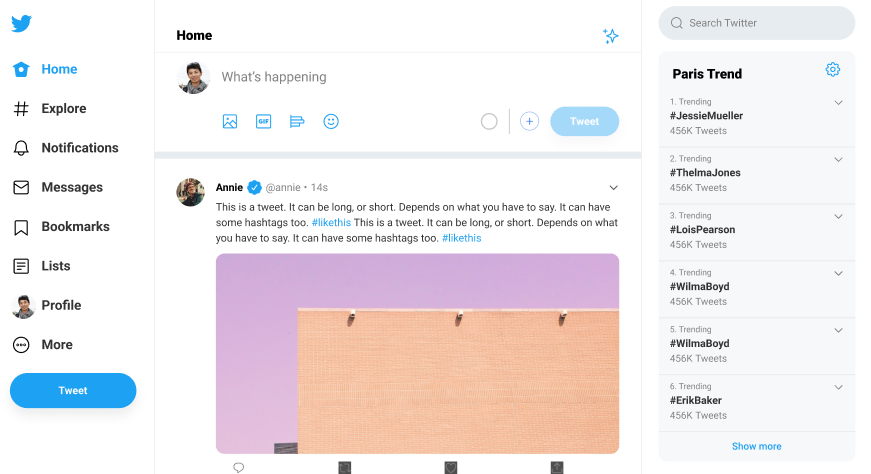 Home
Explore
Notifications
Messages
Bookmarks
Lists
Profile
More
Tweet
Home
What's happening
GIF
Tweet
Annie @annie • 14s
This is a tweet. It can be long, or short. Depends on what you have to say. It can have
some hashtags too. #likethis This is a tweet. It can be long, or short. Depends on what
you have to say. It can have some hashtags too. #likethis
Search Twitter
Paris Trend
1. Trending
#JessieMueller
456K Tweets
2. Trending
#ThelmaJones
456K Tweets
3. Trending
#LoisPearson
456K Tweets
4. Trending
#WilmaBoyd
456K Tweets
5. Trending
#WilmaBoyd
456K Tweets
6. Trending
#ErikBaker
456K Tweets
Show more